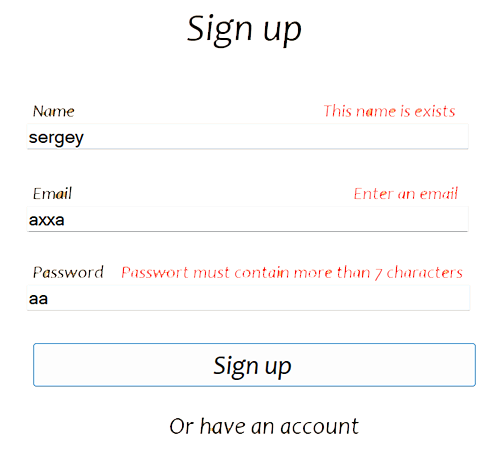 Sign up
Name This name is exists
sergey
Email Enter an email
axxa
Password Passwort must contain more than 7 characters
aa
Sign up
Or have an account